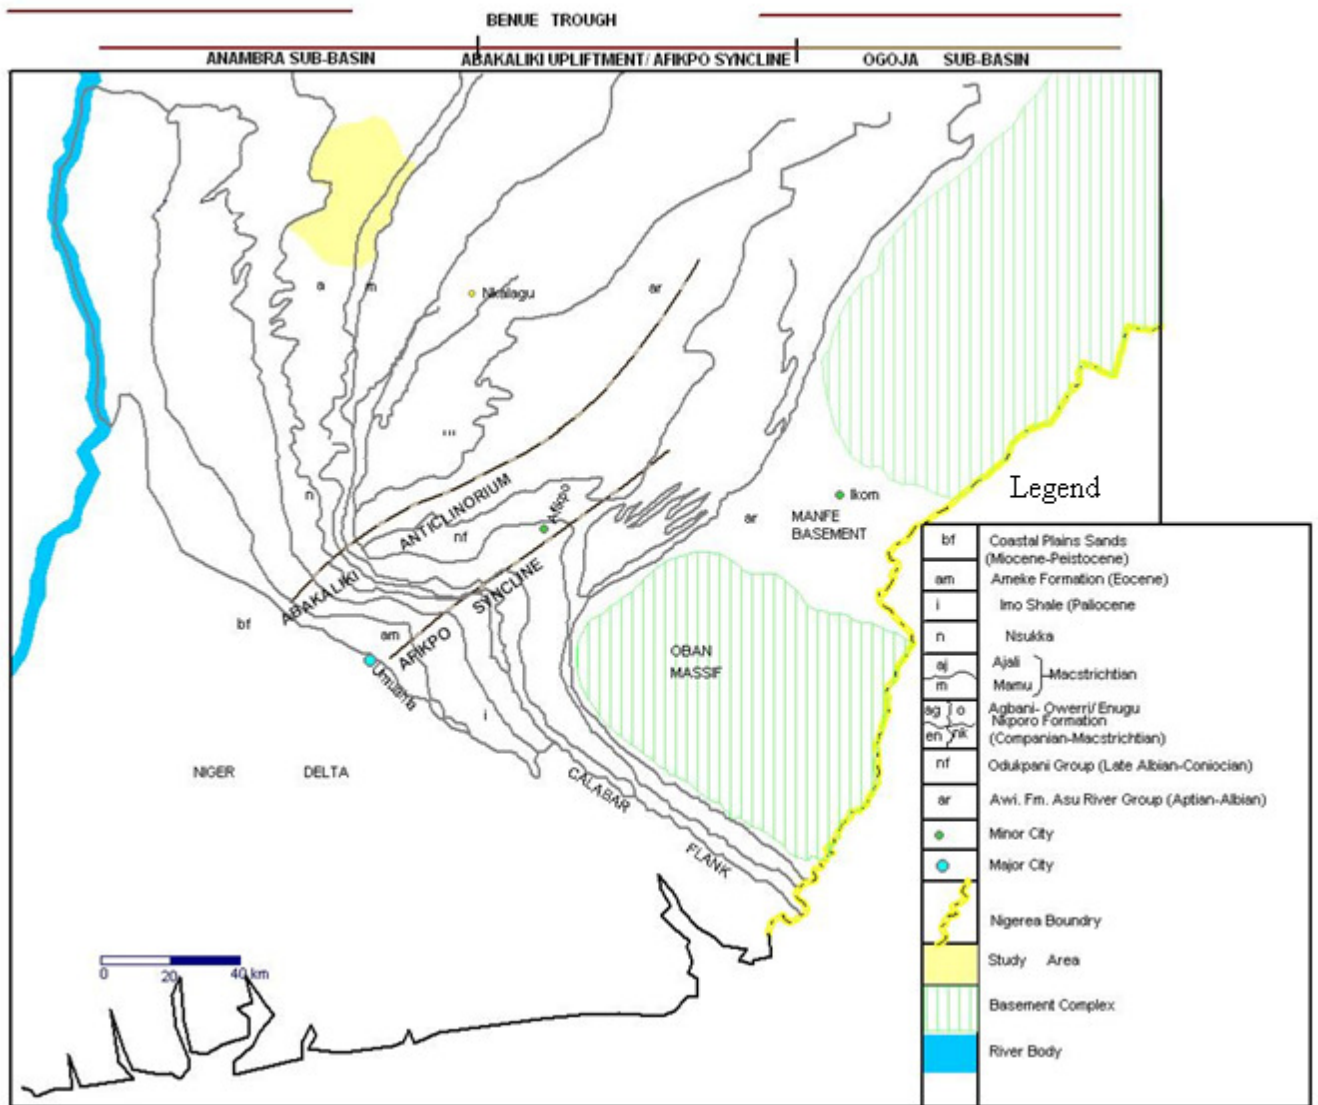 BENUE TROUGH
ANAMBRA SUB-BASIN
ABAKALIKI UPLIFTMENT/ AFIKPO SYNCLINE
OGOJA SUB-BASIN
a
m
Nkalagu
ar
n
ANTICLINORIUM
ABAKALIKI
nf
Afikpo
ar
Ikom
MANFE
BASEMENT
SYNCLINE
ARIKPO
bf
am
Umuahia
i
OBAN
MASSIF
NIGER DELTA
CALABAR
FLANK
0 20 40 km
Legend
bf Coastal Plains Sands
(Miocene-Peistocene)
am Ameke Formation (Eocene)
i Imo Shale (Paliocene
n Nsukka
aj Ajali
m Mamu
Macstrichtian
ag o Agbani- Owerri/ Enugu
en nk Nkporo Formation
(Companian-Macstrichtian)
nf Odukpani Group (Late Albian-Coniocian)
ar Awi. Fm. Asu River Group (Aptian-Albian)
Minor City
Major City
Nigerea Boundry
Study Area
Basement Complex
River Body